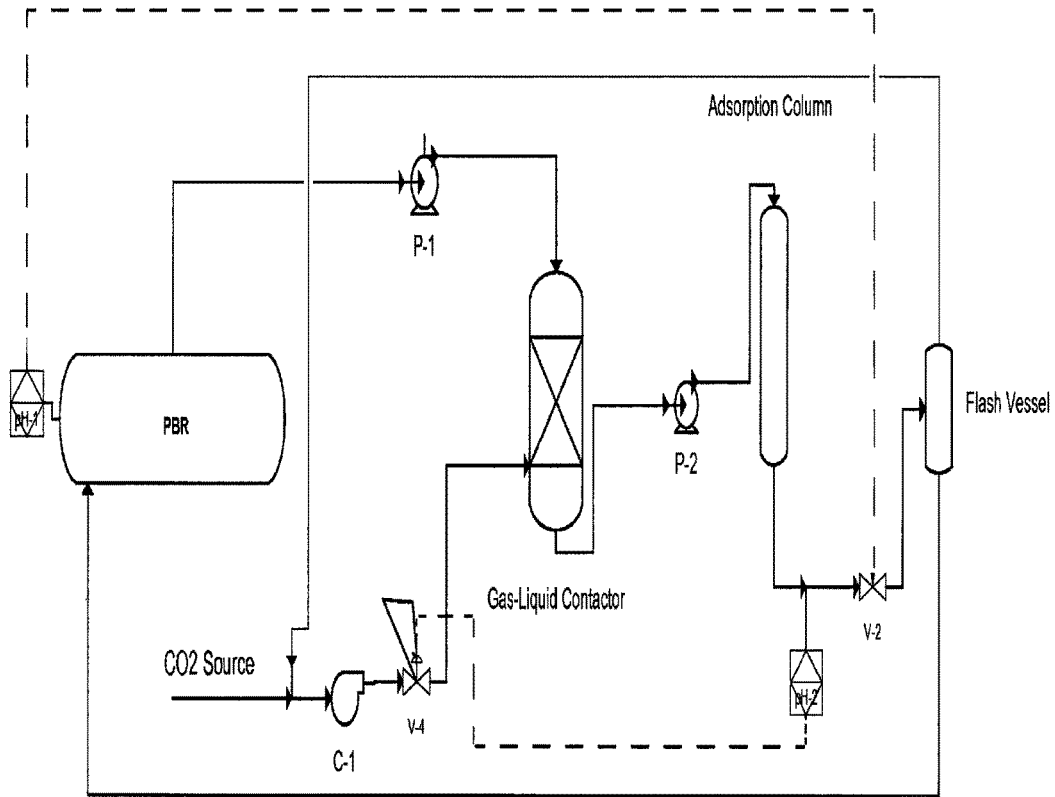 Adsorption Column
P-1
pH-1
PBR
P-2
Flash Vessel
Gas-Liquid Contactor
V-2
CO2 Source
V-4
pH-2
C-1